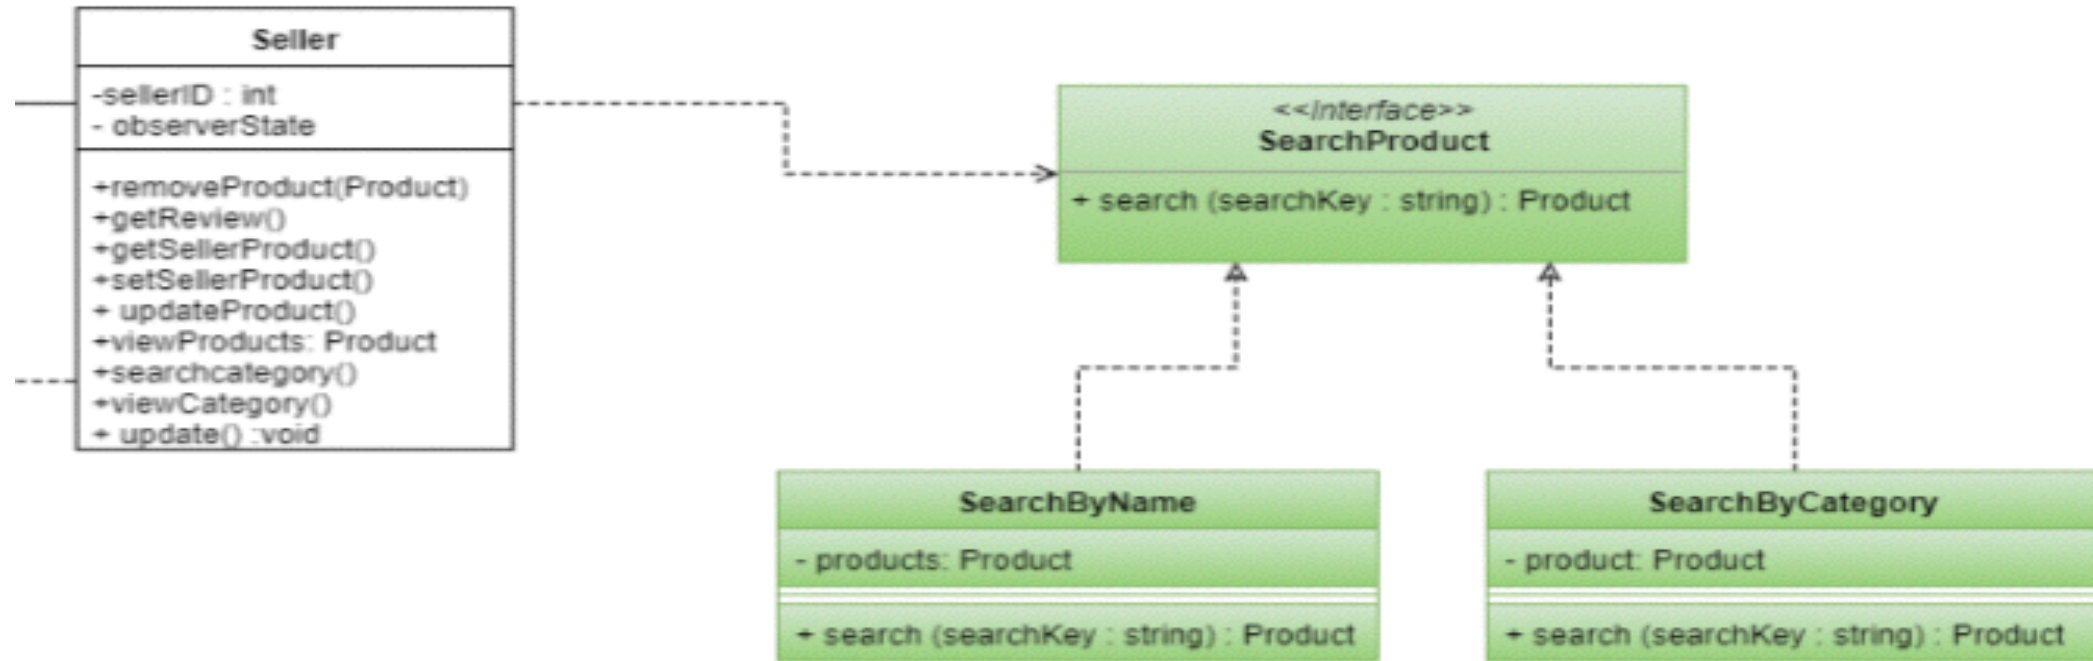 Seller
-sellerID : int
- observerState
+removeProduct(Product)
+getReview()
+getSellerProduct()
+setSellerProduct()
+ updateProduct()
+viewProducts: Product
+searchcategory()
+viewCategory()
+ update() :void
<<Interface>>
SearchProduct
+ search (searchKey : string) : Product
SearchByName
- products: Product
+ search (searchKey : string) : Product
SearchByCategory
- product: Product
+ search (searchKey : string) : Product